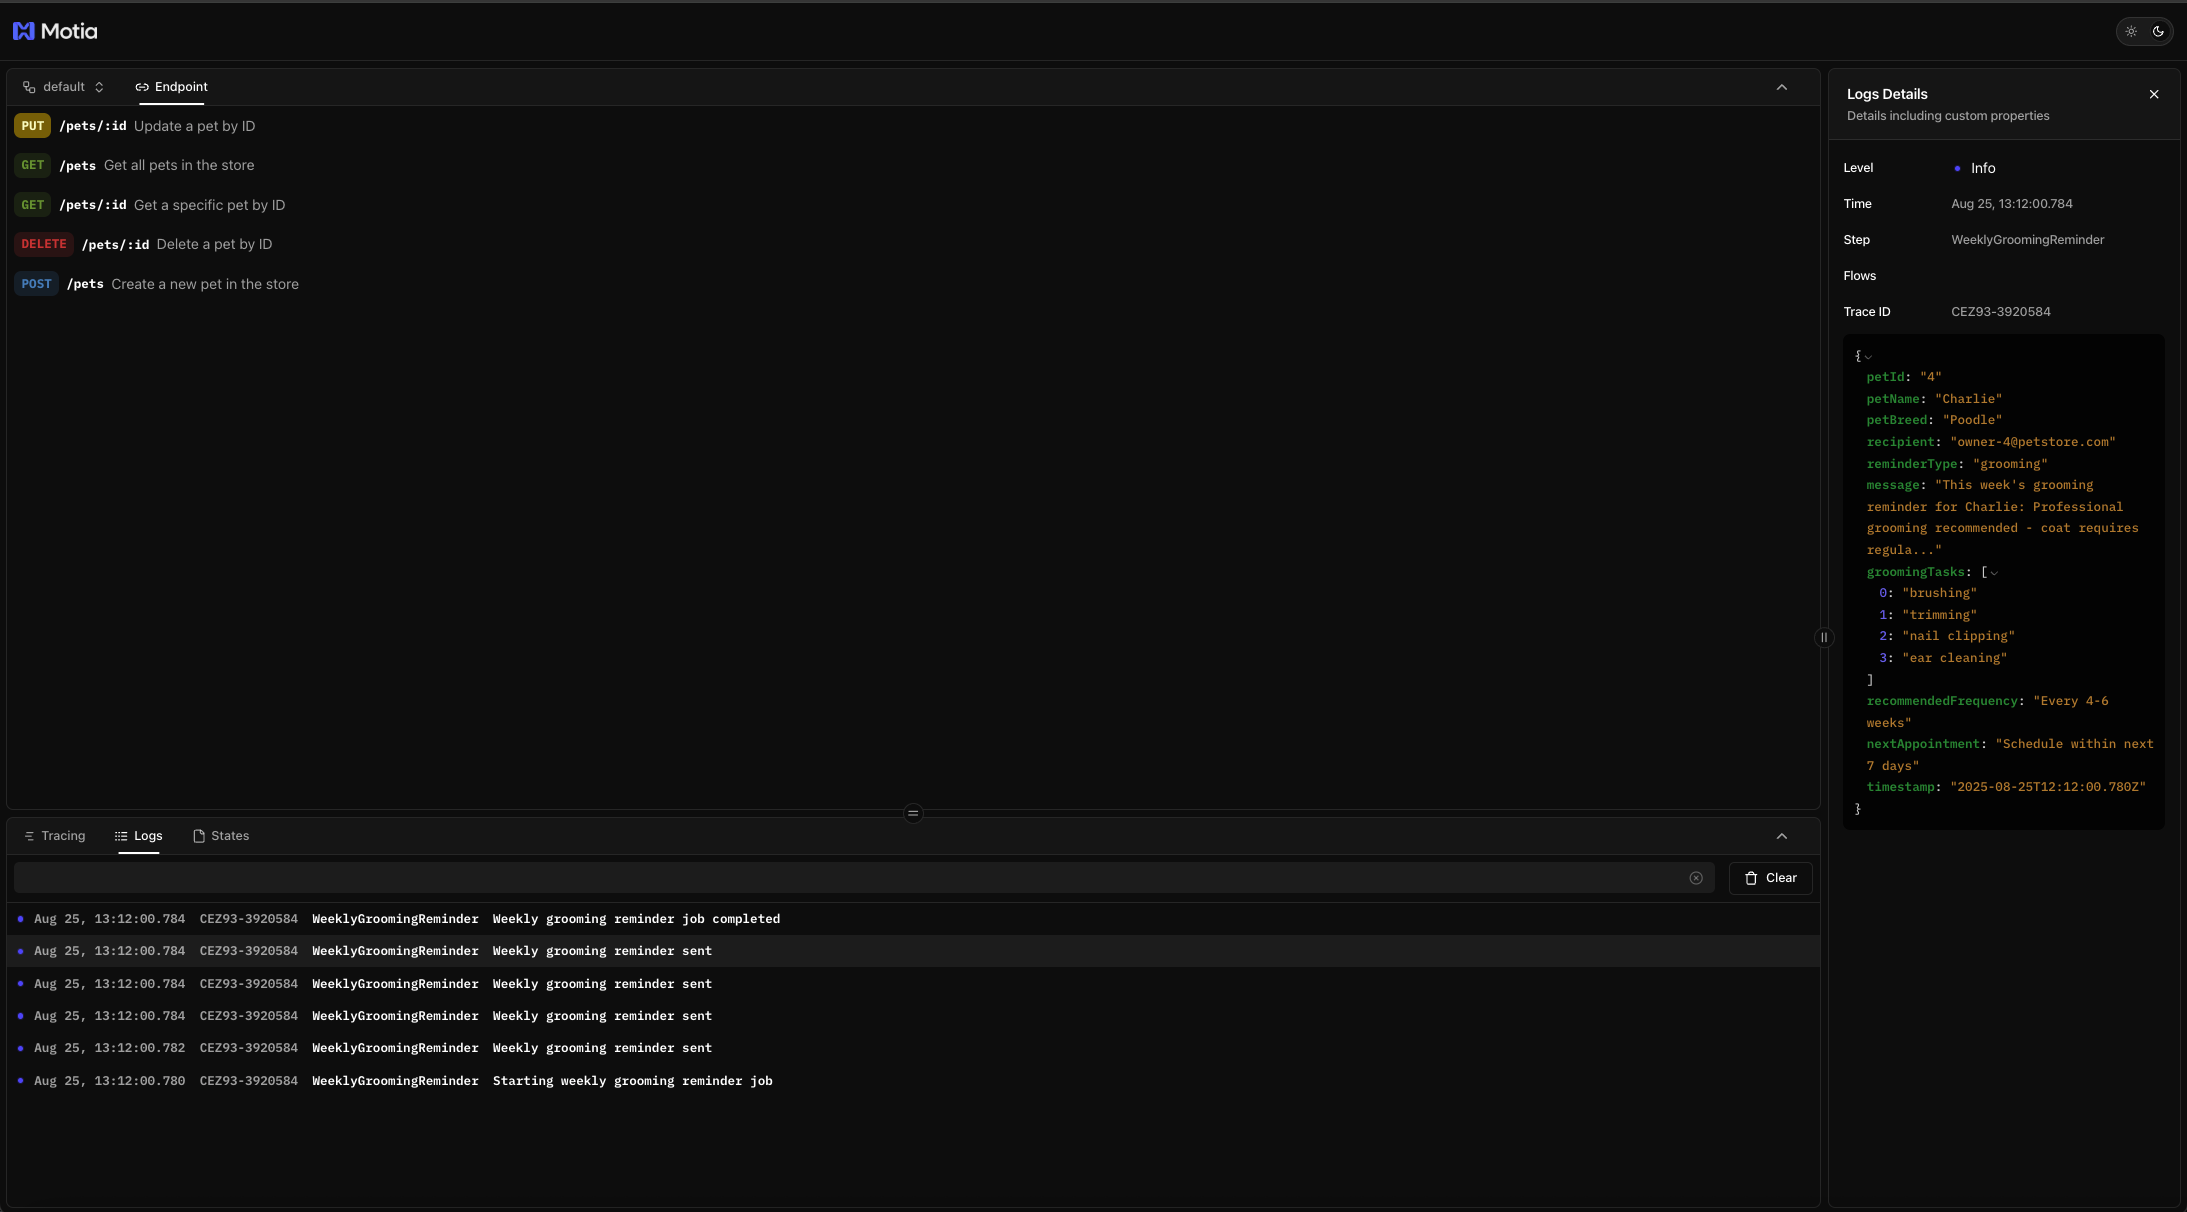 Motia
default
Endpoint
PUT /pets/:id Update a pet by ID
GET /pets Get all pets in the store
GET /pets/:id Get a specific pet by ID
DELETE /pets/:id Delete a pet by ID
POST /pets Create a new pet in the store
Tracing
Logs
States
Clear
Aug 25, 13:12:00.784 CEZ93-3920584 WeeklyGroomingReminder Weekly grooming reminder job completed
Aug 25, 13:12:00.784 CEZ93-3920584 WeeklyGroomingReminder Weekly grooming reminder sent
Aug 25, 13:12:00.784 CEZ93-3920584 WeeklyGroomingReminder Weekly grooming reminder sent
Aug 25, 13:12:00.784 CEZ93-3920584 WeeklyGroomingReminder Weekly grooming reminder sent
Aug 25, 13:12:00.782 CEZ93-3920584 WeeklyGroomingReminder Weekly grooming reminder sent
Aug 25, 13:12:00.780 CEZ93-3920584 WeeklyGroomingReminder Starting weekly grooming reminder job
Logs Details
Details including custom properties
Level Info
Time Aug 25, 13:12:00.784
Step WeeklyGroomingReminder
Flows
Trace ID CEZ93-3920584
{
petId: "4"
petName: "Charlie"
petBreed: "Poodle"
recipient: "owner-4@petstore.com"
reminderType: "grooming"
message: "This week's grooming
reminder for Charlie: Professional
grooming recommended - coat requires
regula..."
groomingTasks: [
0: "brushing"
1: "trimming"
2: "nail clipping"
3: "ear cleaning"
]
recommendedFrequency: "Every 4-6
weeks"
nextAppointment: "Schedule within next
7 days"
timestamp: "2025-08-25T12:12:00.780Z"
}